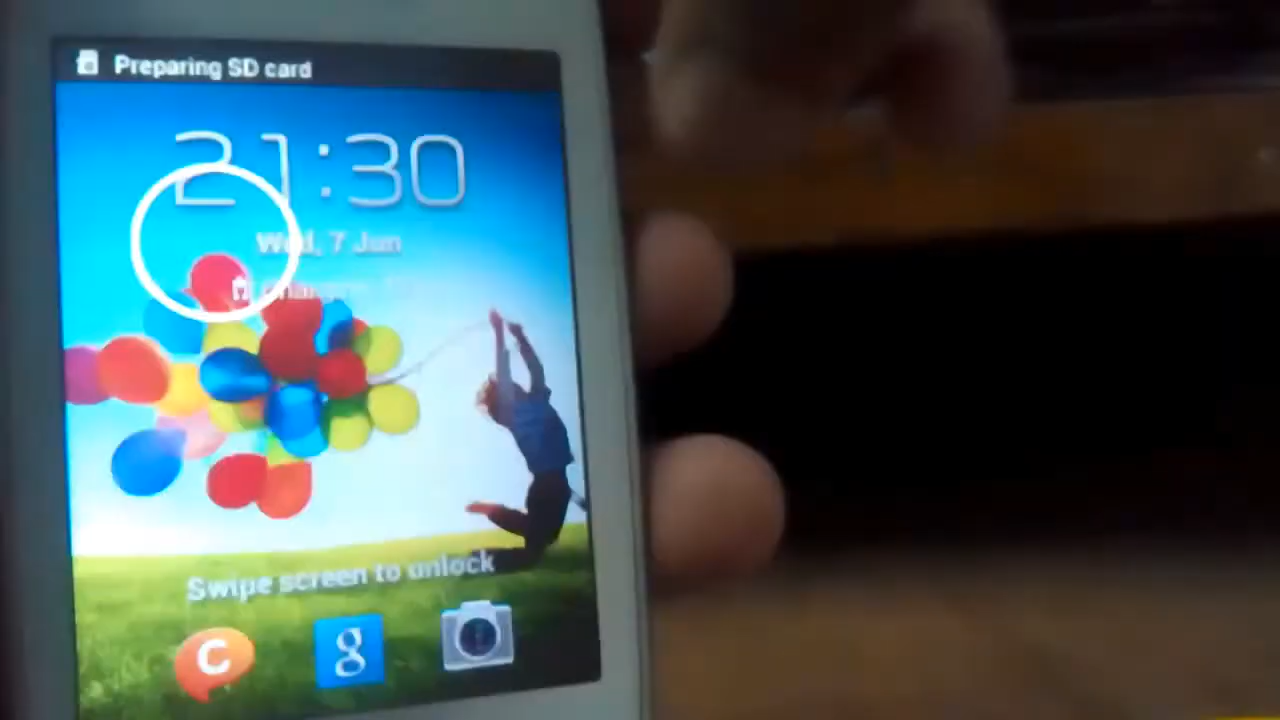 Preparing SD card
21:30
Wed, 7 Jun
Swipe screen to unlock
C
g